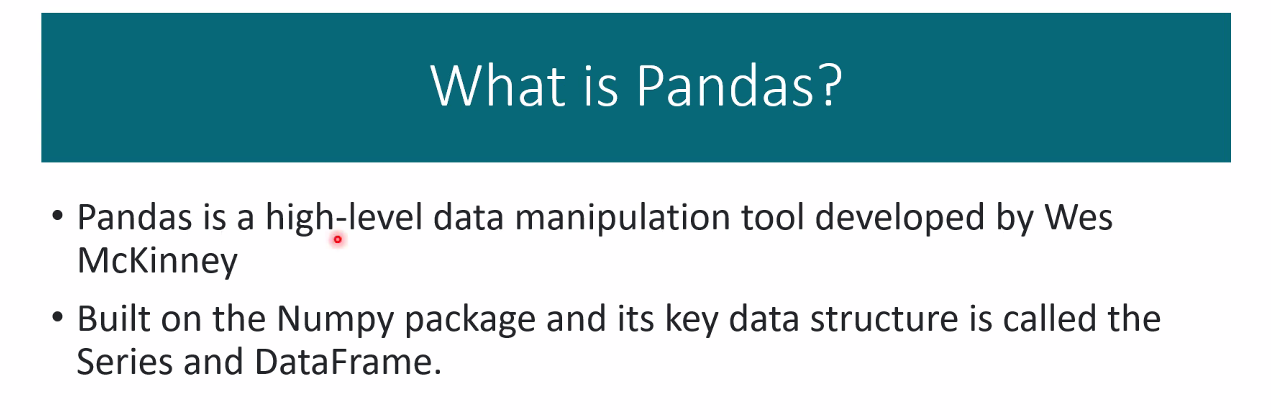 What is Pandas?
• Pandas is a high-level data manipulation tool developed by Wes
McKinney
• Built on the Numpy package and its key data structure is called the
Series and DataFrame.